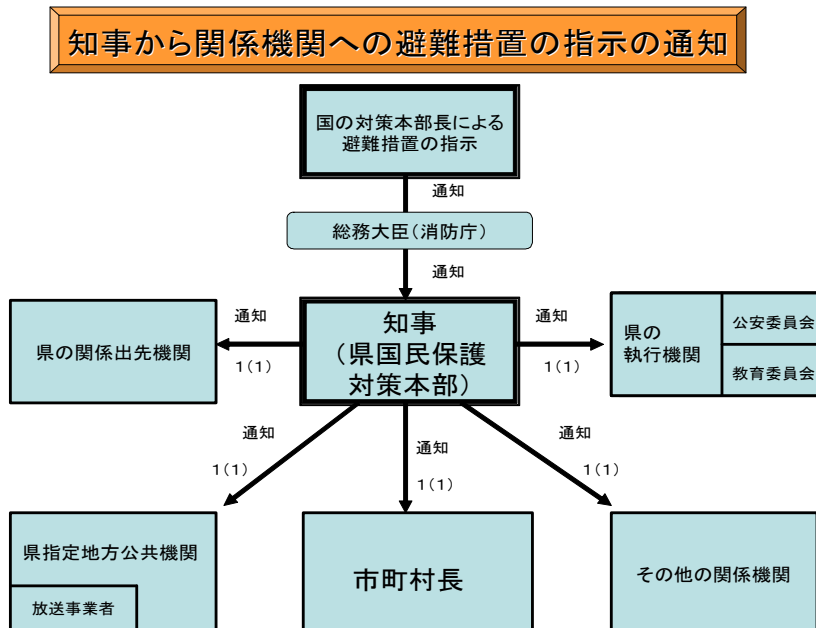 知事から関係機関への避難措置の指示の通知
国の対策本部長による
避難措置の指示
通知
総務大臣（消防庁）
通知
県の関係出先機関
通知
1（1）
知事
（県国民保護
対策本部）
通知
1（1）
県の
執行機関
公安委員会
教育委員会
通知
1（1）
通知
1（1）
通知
1（1）
県指定地方公共機関
放送事業者
市町村長
その他の関係機関